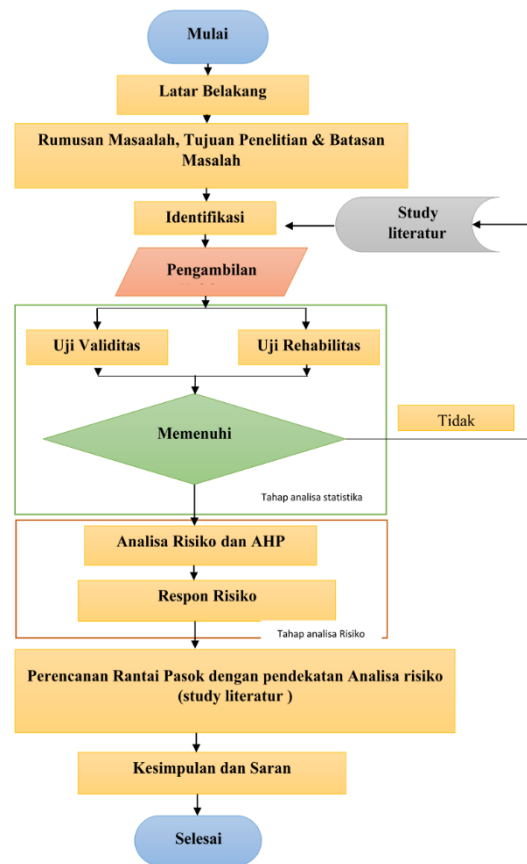 Mulai
Latar Belakang
Rumusan Masaalah, Tujuan Penelitian & Batasan
Masalah
Identifikasi
Study
literatur
Pengambilan
Uji Validitas
Uji Rehabilitas
Memenuhi
Tidak
Tahap analisa statistika
Analisa Risiko dan AHP
Respon Risiko
Tahap analisa Risiko
Perencanan Rantai Pasok dengan pendekatan Analisa risiko
(study literatur )
Kesimpulan dan Saran
Selesai